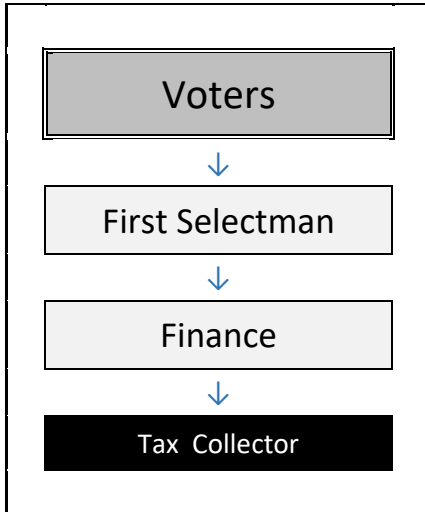 Voters
↓
First Selectman
↓
Finance
↓
Tax Collector